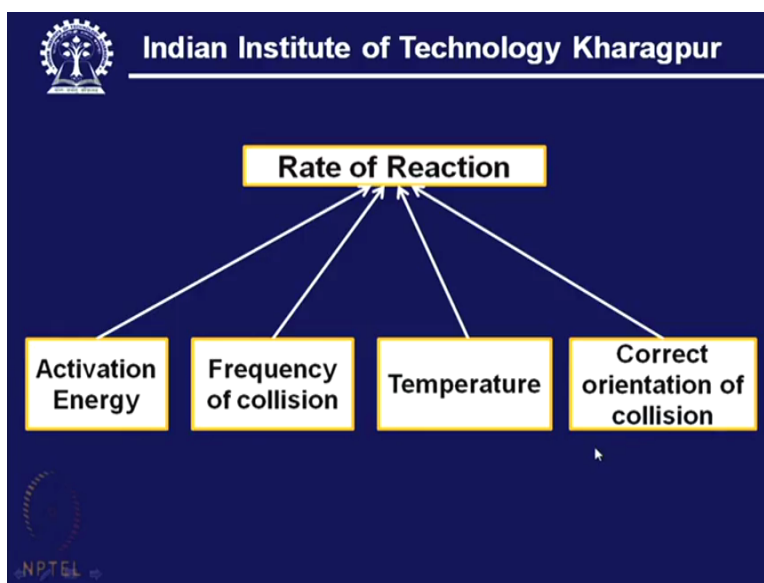 Indian Institute of Technology Kharagpur
Rate of Reaction
Activation
Energy
Frequency
of collision
Temperature
Correct
orientation of
collision
NPTEL